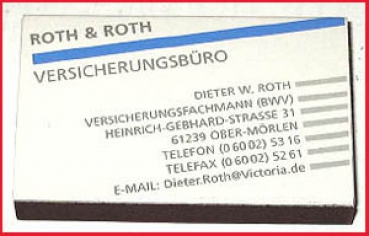 ROTH & ROTH
VERSICHERUNGSBÜRO
DIETER W. ROTH
VERSICHERUNGSFACHMANN (BWV)
HEINRICH-GEBHARD-STRASSE 31
61239 OBER-MÖRLEN
TELEFON (0 60 02) 53 16
TELEFAX (0 60 02) 52 61
E-MAIL: Dieter.Roth@Victoria.de